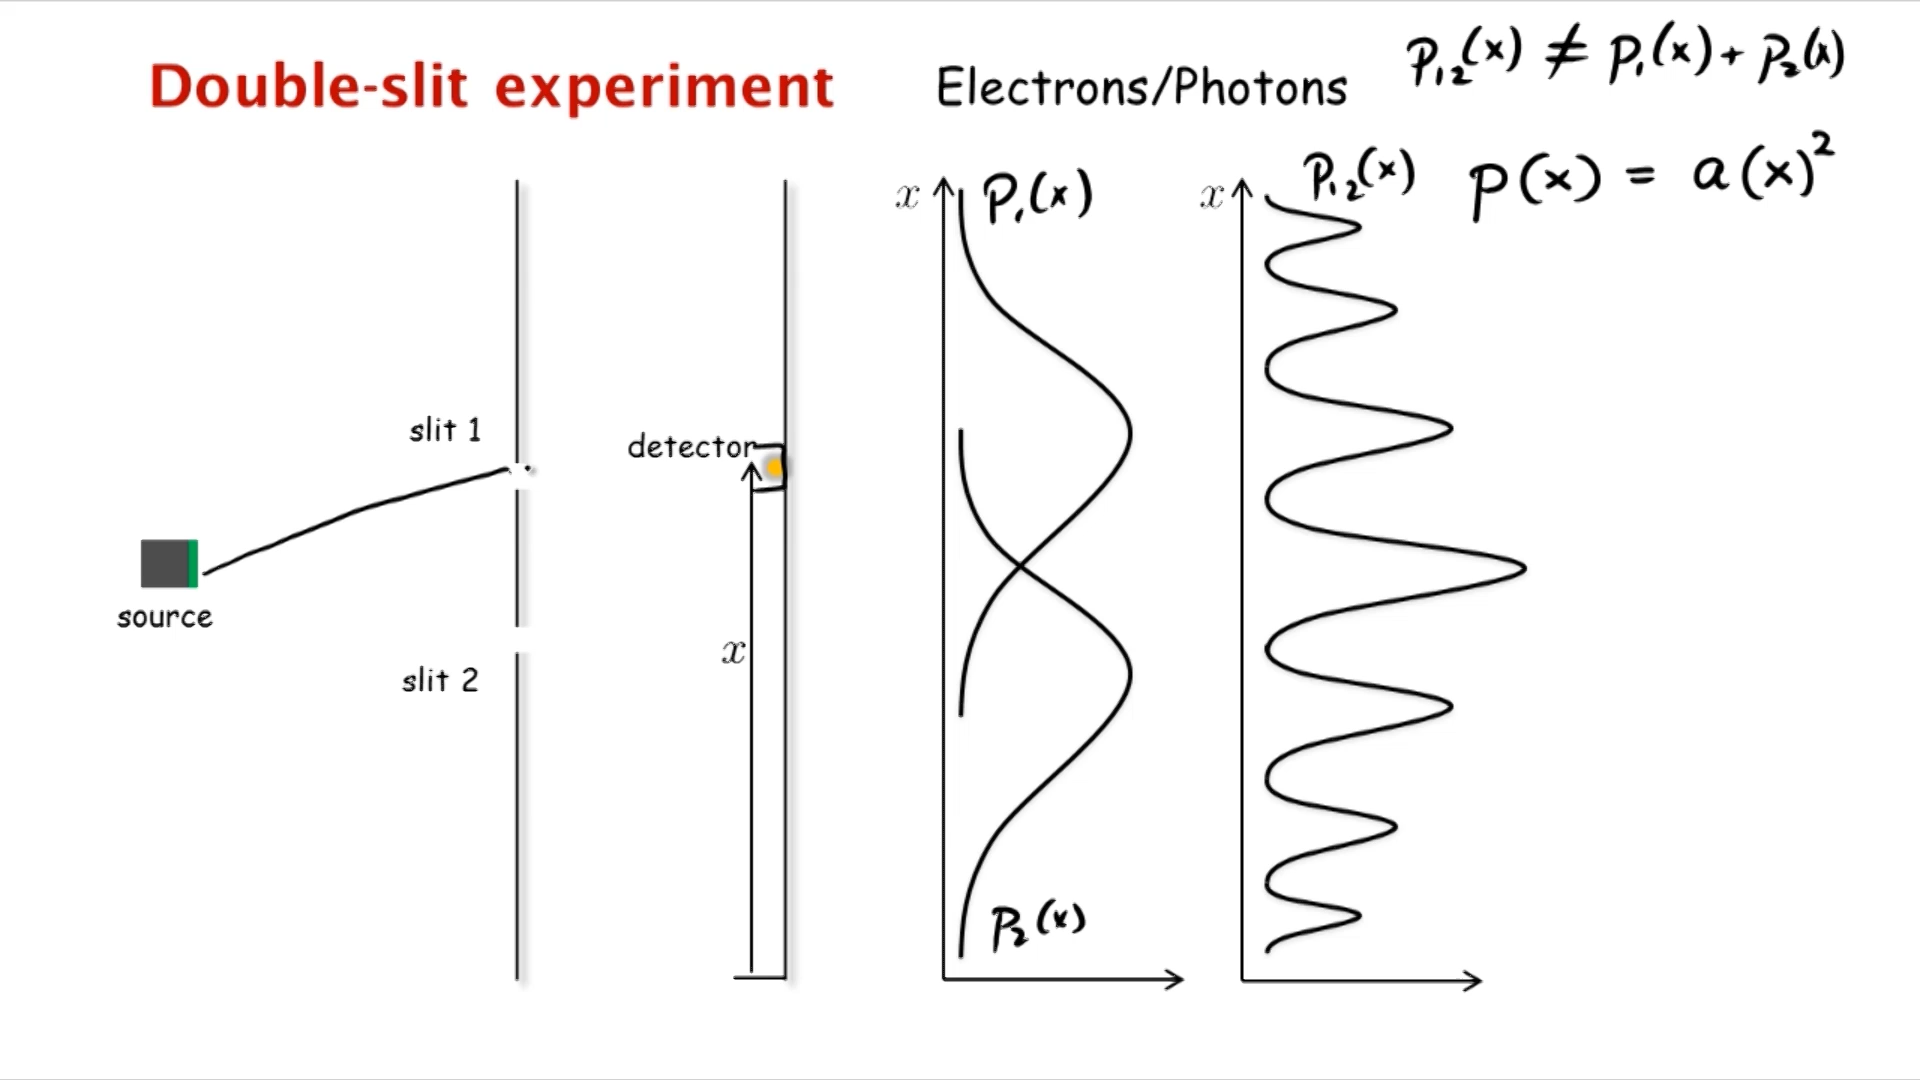 P₁₂(x) ≠ P₁(x) + P₂(x)
Double-slit experiment
Electrons/Photons
P₁₂(x)
P(x) = a(x)²
x
P₁(x)
x
slit 1
detector
source
x
slit 2
P₂(x)